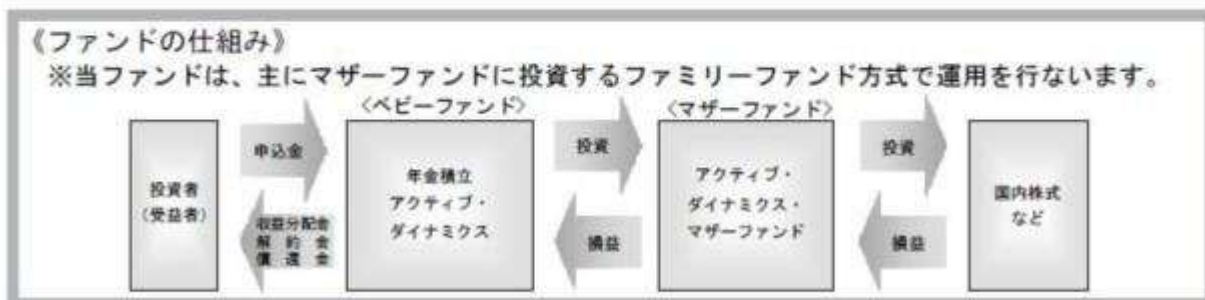 《ファンドの仕組み》
※当ファンドは、主にマザーファンドに投資するファミリーファンド方式で運用を行ないます。
〈ベビーファンド〉
〈マザーファンド〉
投資者
(受益者)
申込金
収益分配金
解約金
償還金
年金積立
アクティブ・
ダイナミクス
投資
損益
アクティブ・
ダイナミクス・
マザーファンド
投資
損益
国内株式
など